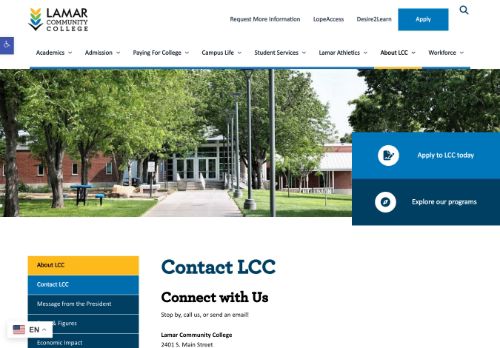 LAMAR
COMMUNITY
COLLEGE
Request More Information LopeAccess Desire2Learn Apply
Academics Admission Paying For College Campus Life Student Services Lamar Athletics About LCC Workforce
Apply to LCC today
Explore our programs
About LCC
Contact LCC
Message from the President
& Figures
Economic Impact
EN
Contact LCC
Connect with Us
Stop by, call us, or send an email!
Lamar Community College
2401 S. Main Street